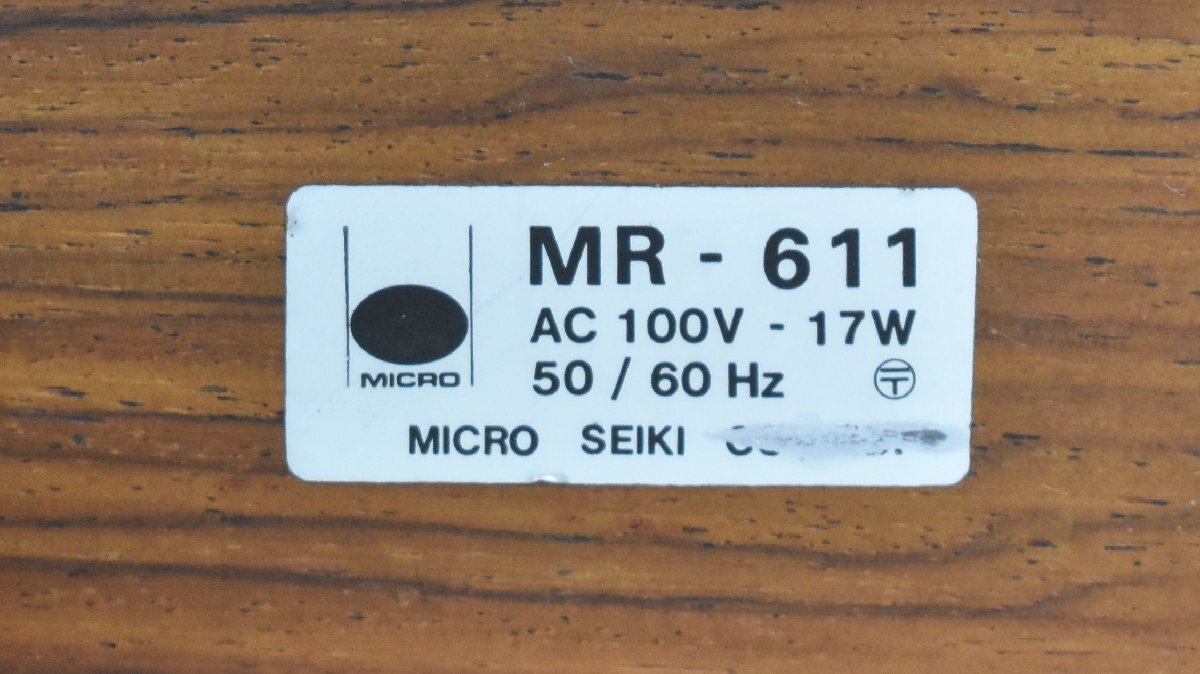 MR - 611
AC 100V - 17W
50 / 60 Hz
MICRO
MICRO SEIKI